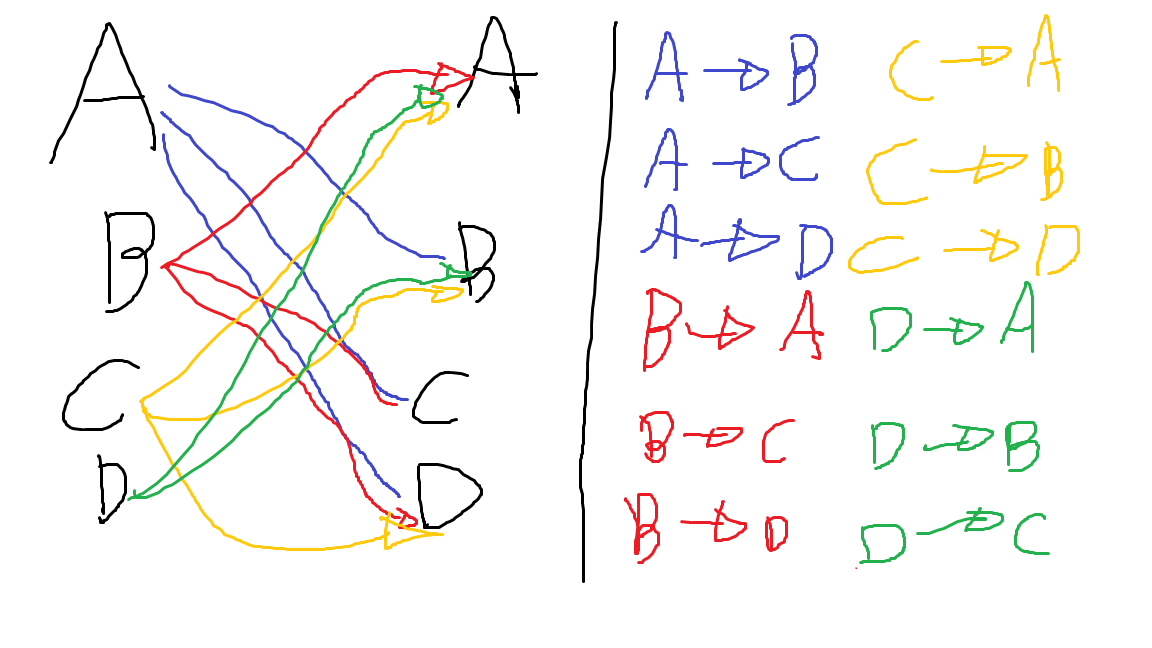 A A
B B
C C
D D
A → B
A → C
A → D
B → A
B → C
B → D
C → A
C → B
C → D
D → A
D → B
D → C